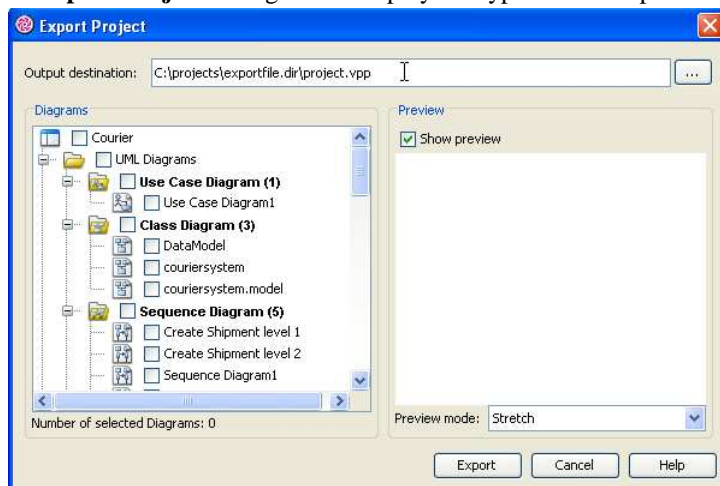 Export Project
Output destination: C:\projects\exportfile.dir\project.vpp ...
Diagrams
Courier
UML Diagrams
Use Case Diagram (1)
Use Case Diagram1
Class Diagram (3)
DataModel
couriersystem
couriersystem.model
Sequence Diagram (5)
Create Shipment level 1
Create Shipment level 2
Sequence Diagram1
Number of selected Diagrams: 0
Preview
Show preview
Preview mode: Stretch
Export Cancel Help